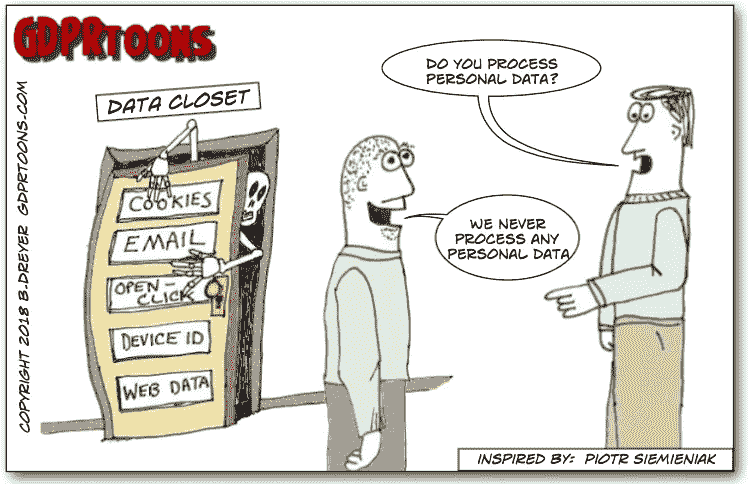 GDPRTOONS
DATA CLOSET
COOKIES
EMAIL
OPEN-
CLICK
DEVICE ID
WEB DATA
DO YOU PROCESS
PERSONAL DATA?
WE NEVER
PROCESS ANY
PERSONAL DATA
COPYRIGHT 2018 B.DREYER GDPRTOONS.COM
INSPIRED BY: PIOTR SIEMIENIAK